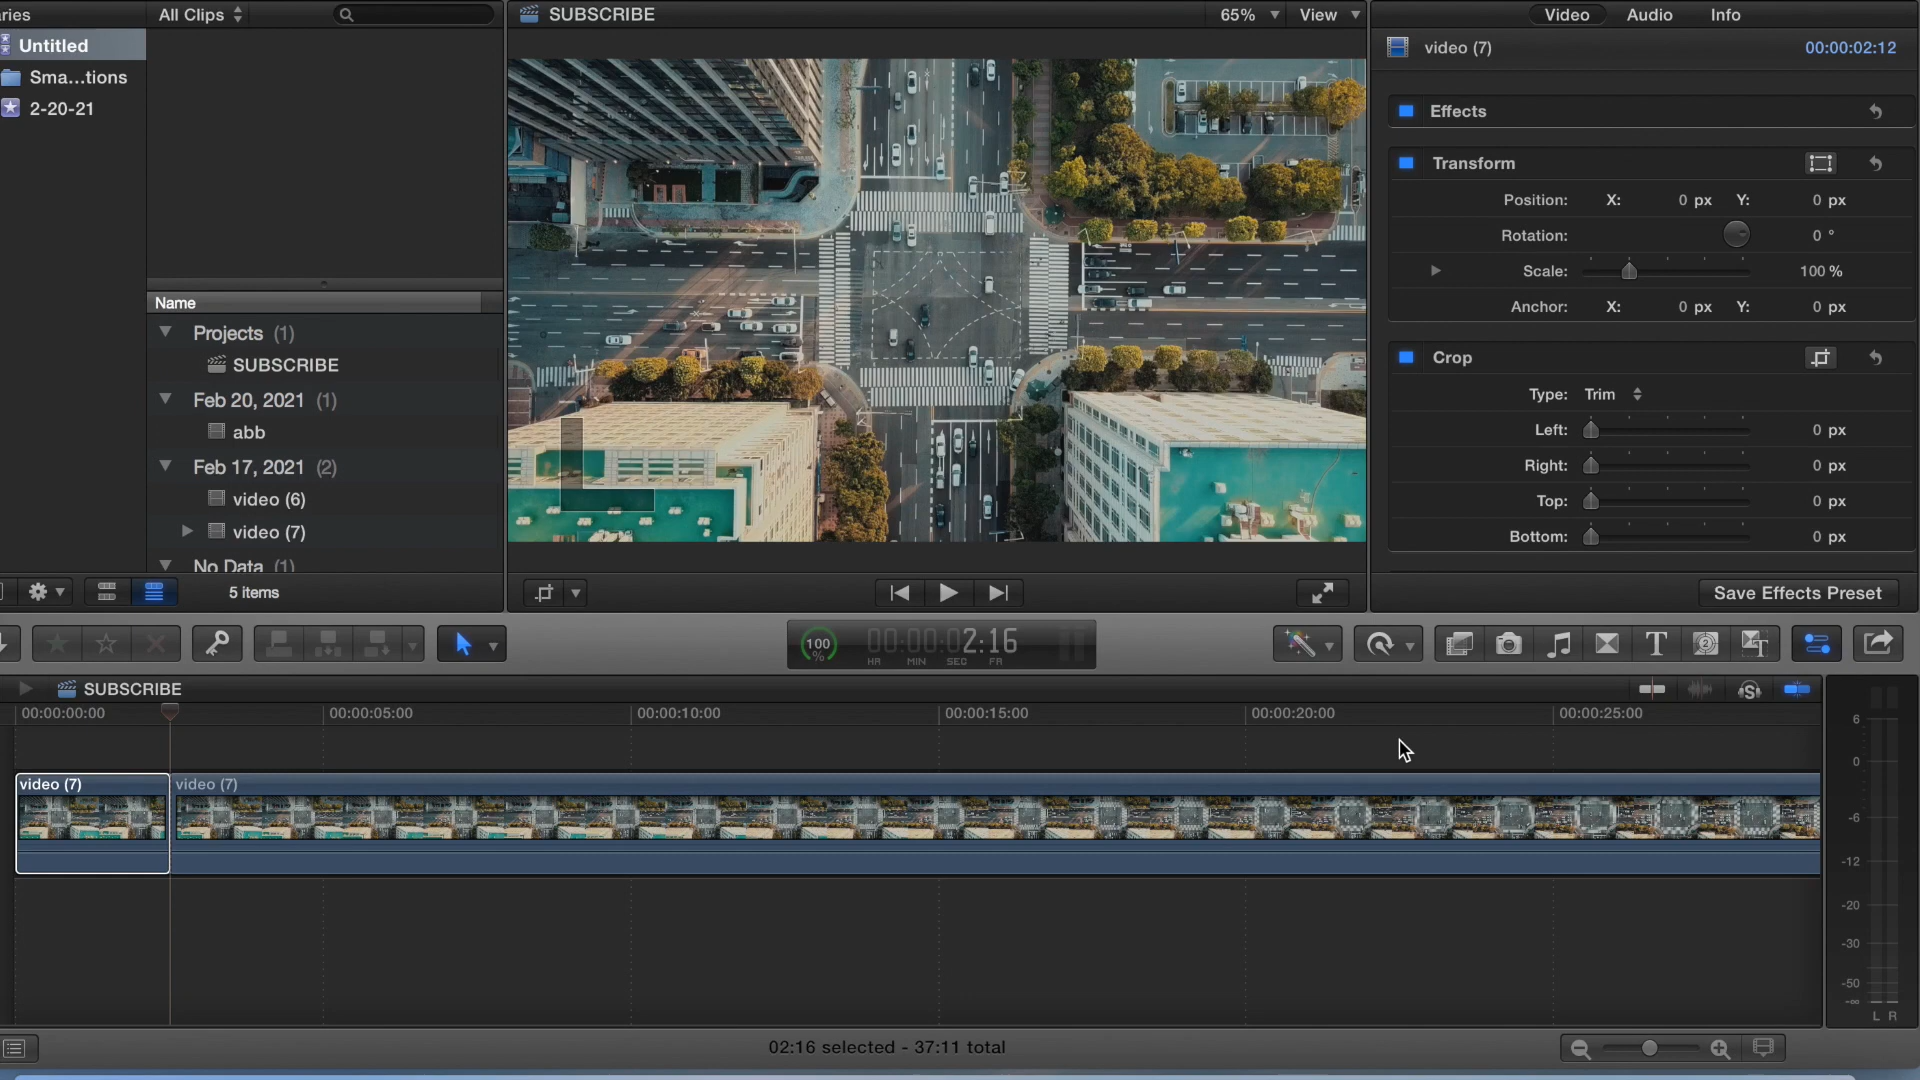 ries
All Clips
SUBSCRIBE
65%
View
Video
Audio
Info
Untitled
Sma...tions
2-20-21
video (7)
00:00:02:12
Effects
Transform
Position: X: 0 px Y: 0 px
Rotation: 0 °
Scale: 100 %
Anchor: X: 0 px Y: 0 px
Crop
Type: Trim
Left: 0 px
Right: 0 px
Top: 0 px
Bottom: 0 px
Save Effects Preset
Name
Projects (1)
SUBSCRIBE
Feb 20, 2021 (1)
abb
Feb 17, 2021 (2)
video (6)
video (7)
No Data (1)
5 items
100
%
00:00:02:16
HR MIN SEC FR
SUBSCRIBE
00:00:00:00
00:00:05:00
00:00:10:00
00:00:15:00
00:00:20:00
00:00:25:00
video (7)
video (7)
6
0
-6
-12
-20
-30
-50
-∞
L R
02:16 selected - 37:11 total